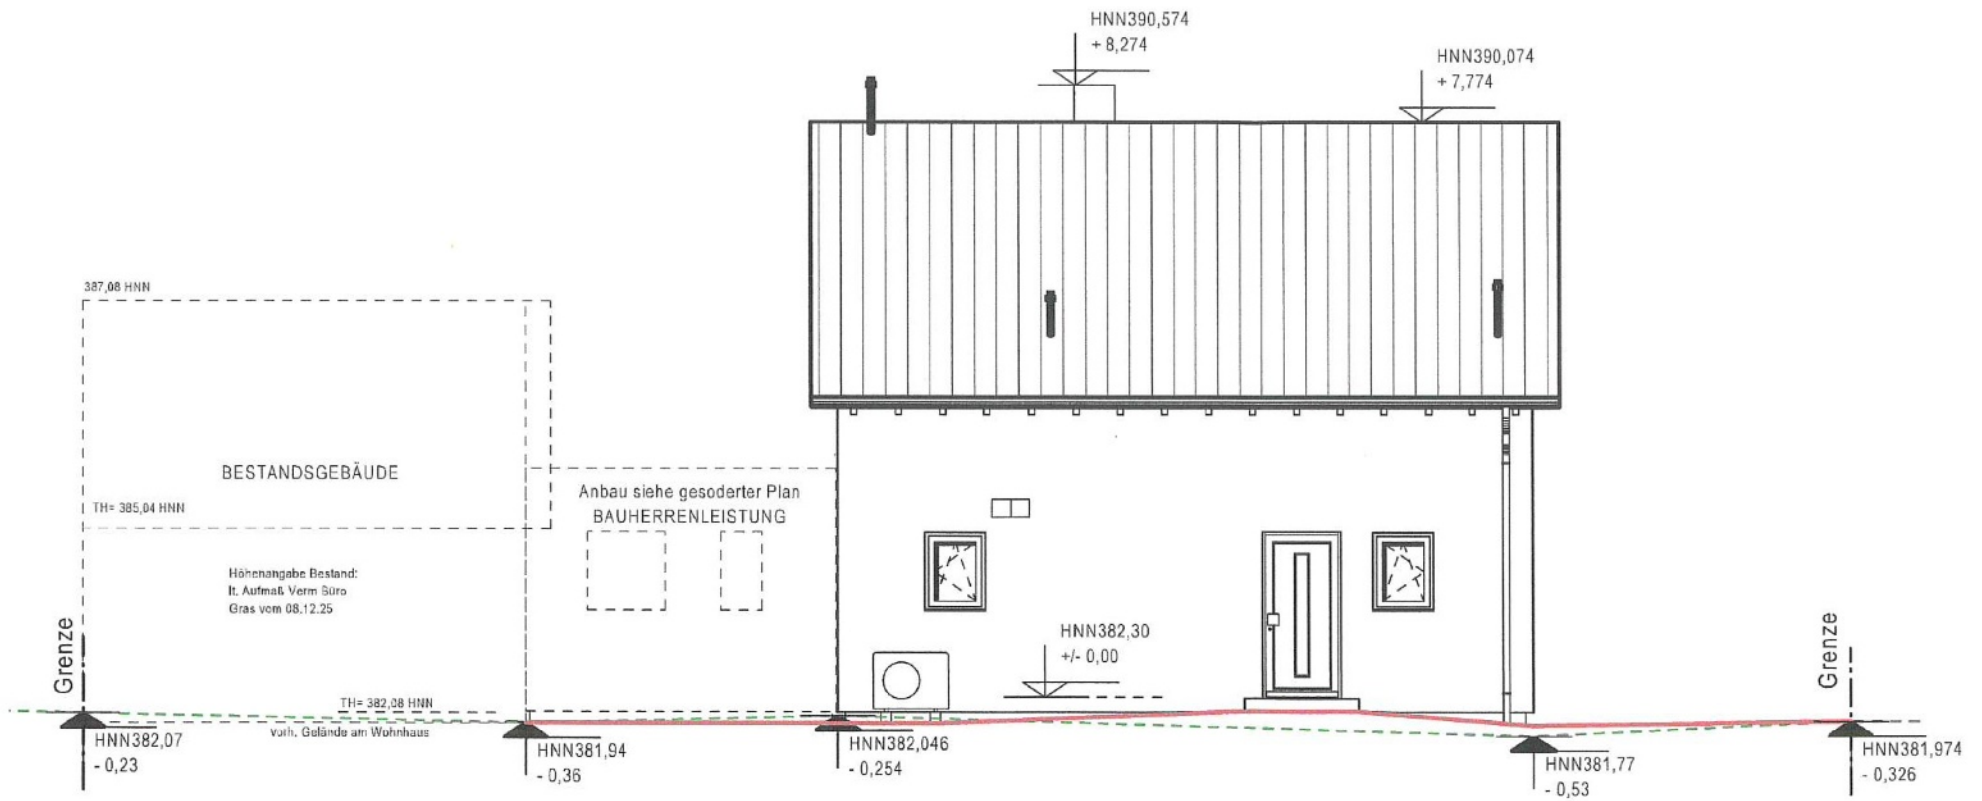 HNN390,574
+ 8,274
HNN390,074
+ 7,774
387,08 HNN
BESTANDSGEBÄUDE
TH= 385,04 HNN
Anbau siehe gesoderter Plan
BAUHERRENLEISTUNG
Höhenangabe Bestand:
lt. Aufmaß Verm Büro
Gras vom 08.12.25
Grenze
HNN382,30
+/- 0,00
Grenze
TH= 382,08 HNN
vorh. Gelände am Wohnhaus
HNN382,07
- 0,23
HNN381,94
- 0,36
HNN382,046
- 0,254
HNN381,77
- 0,53
HNN381,974
- 0,326